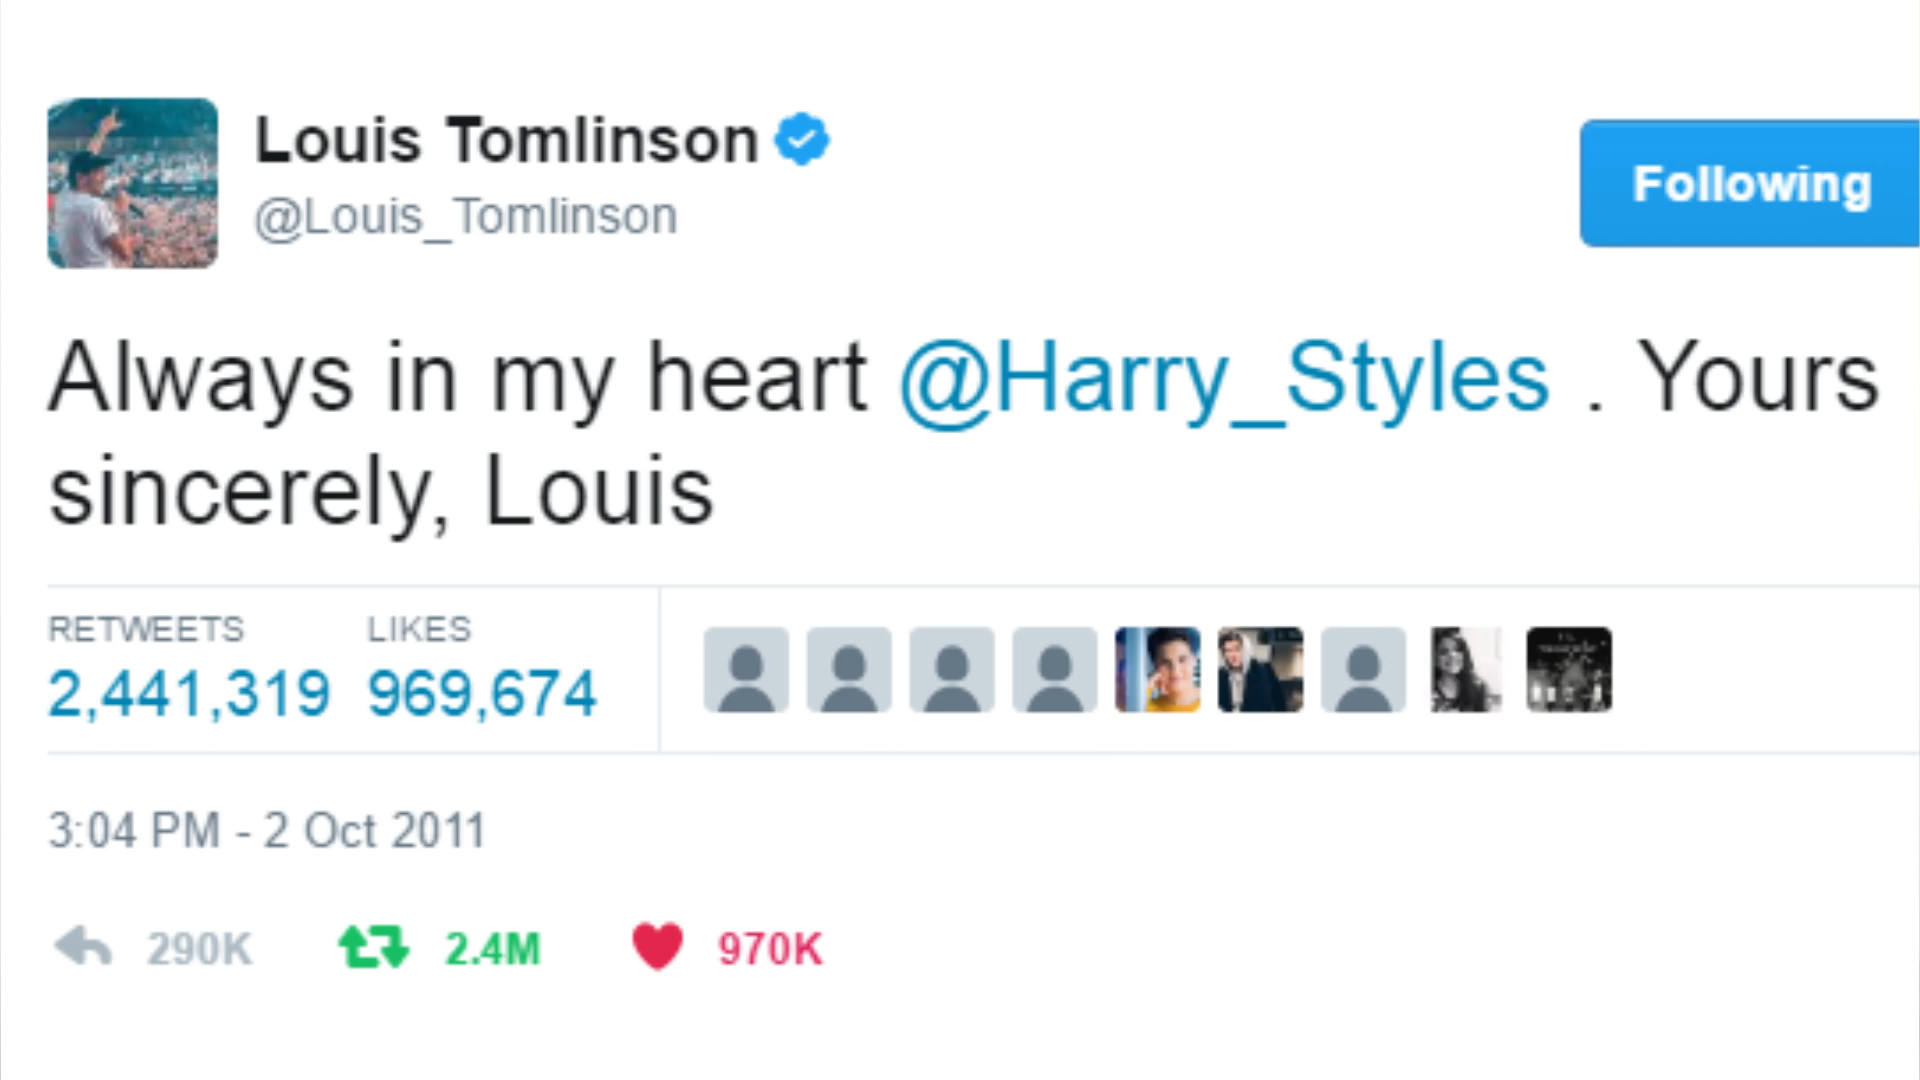 Louis Tomlinson
@Louis_Tomlinson
Following
Always in my heart @Harry_Styles . Yours
sincerely, Louis
RETWEETS LIKES
2,441,319 969,674
3:04 PM - 2 Oct 2011
290K 2.4M 970K